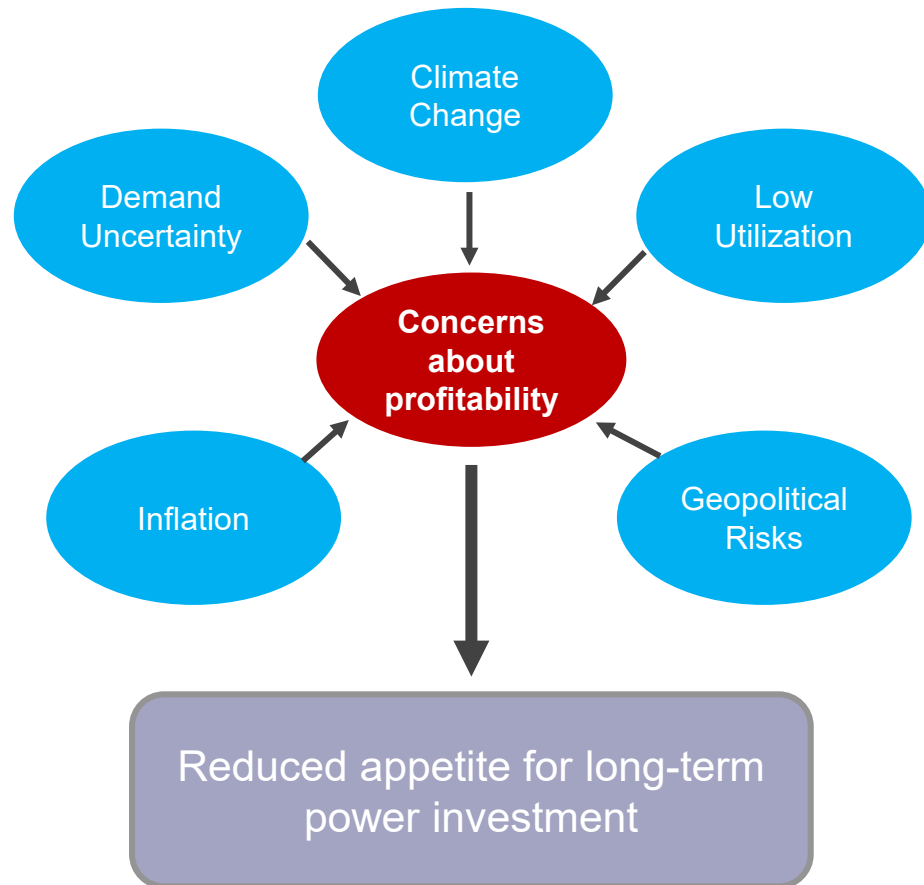 Climate
Change
Demand
Uncertainty
Low
Utilization
Concerns
about
profitability
Inflation
Geopolitical
Risks
Reduced appetite for long-term
power investment